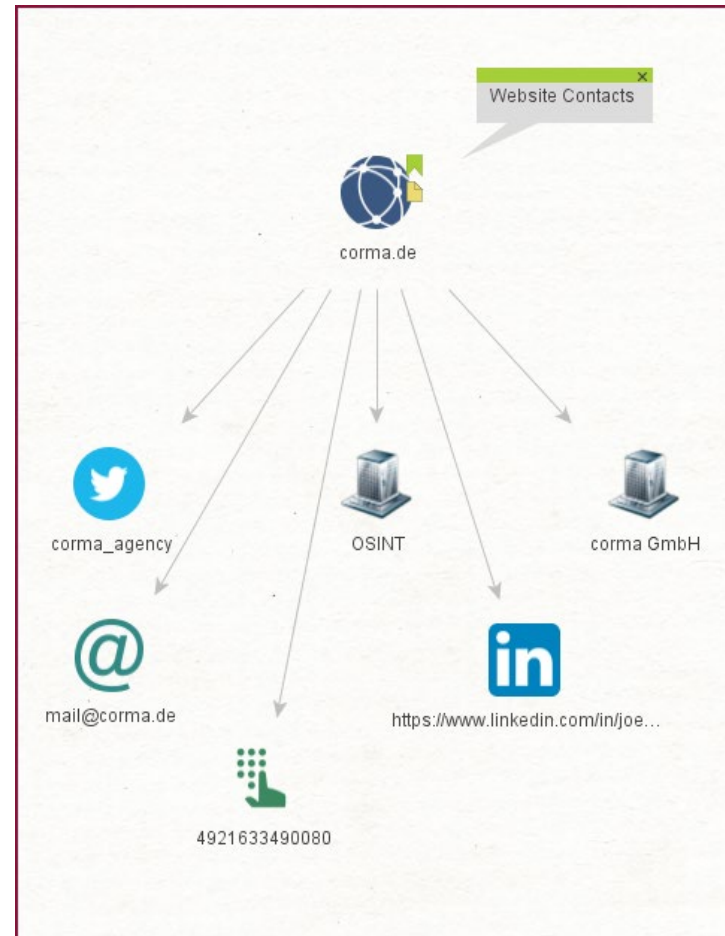 Website Contacts
corma.de
corma_agency
OSINT
corma GmbH
mail@corma.de
https://www.linkedin.com/in/joe...
4921633490080